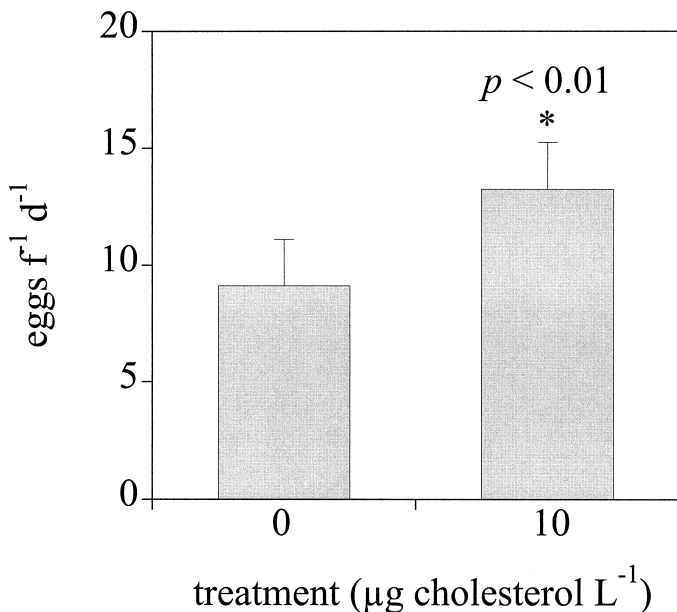 20
p < 0.01
*
15
10
5
0
eggs f⁻¹ d⁻¹
0 10
treatment (µg cholesterol L⁻¹)